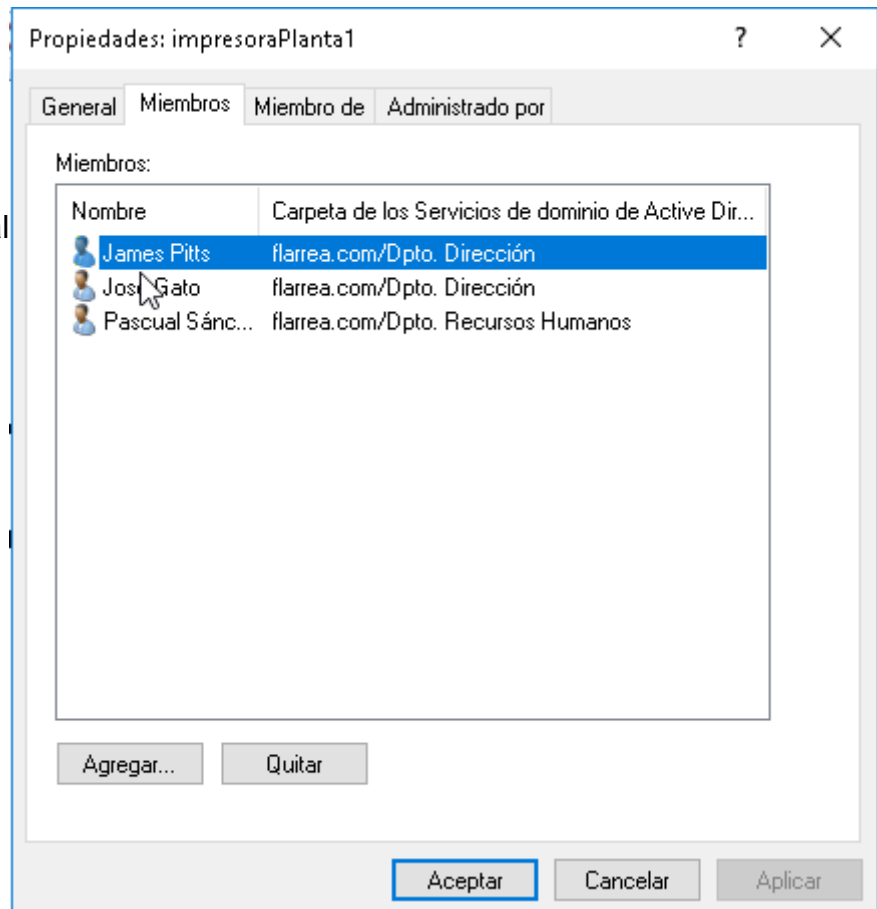 Propiedades: impresoraPlanta1 ?
General Miembros Miembro de Administrado por
Miembros:
Nombre Carpeta de los Servicios de dominio de Active Dir...
James Pitts flarrea.com/Dpto. Dirección
José Gato flarrea.com/Dpto. Dirección
Pascual Sánc... flarrea.com/Dpto. Recursos Humanos
Agregar... Quitar
Aceptar Cancelar Aplicar